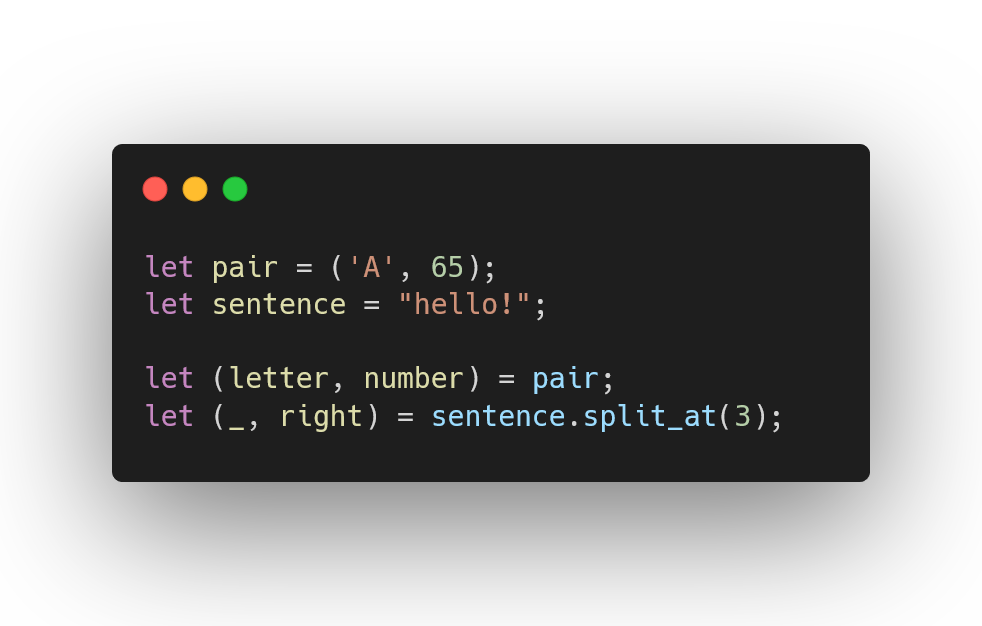 let pair = ('A', 65);
let sentence = "hello!";
let (letter, number) = pair;
let (_, right) = sentence.split_at(3);